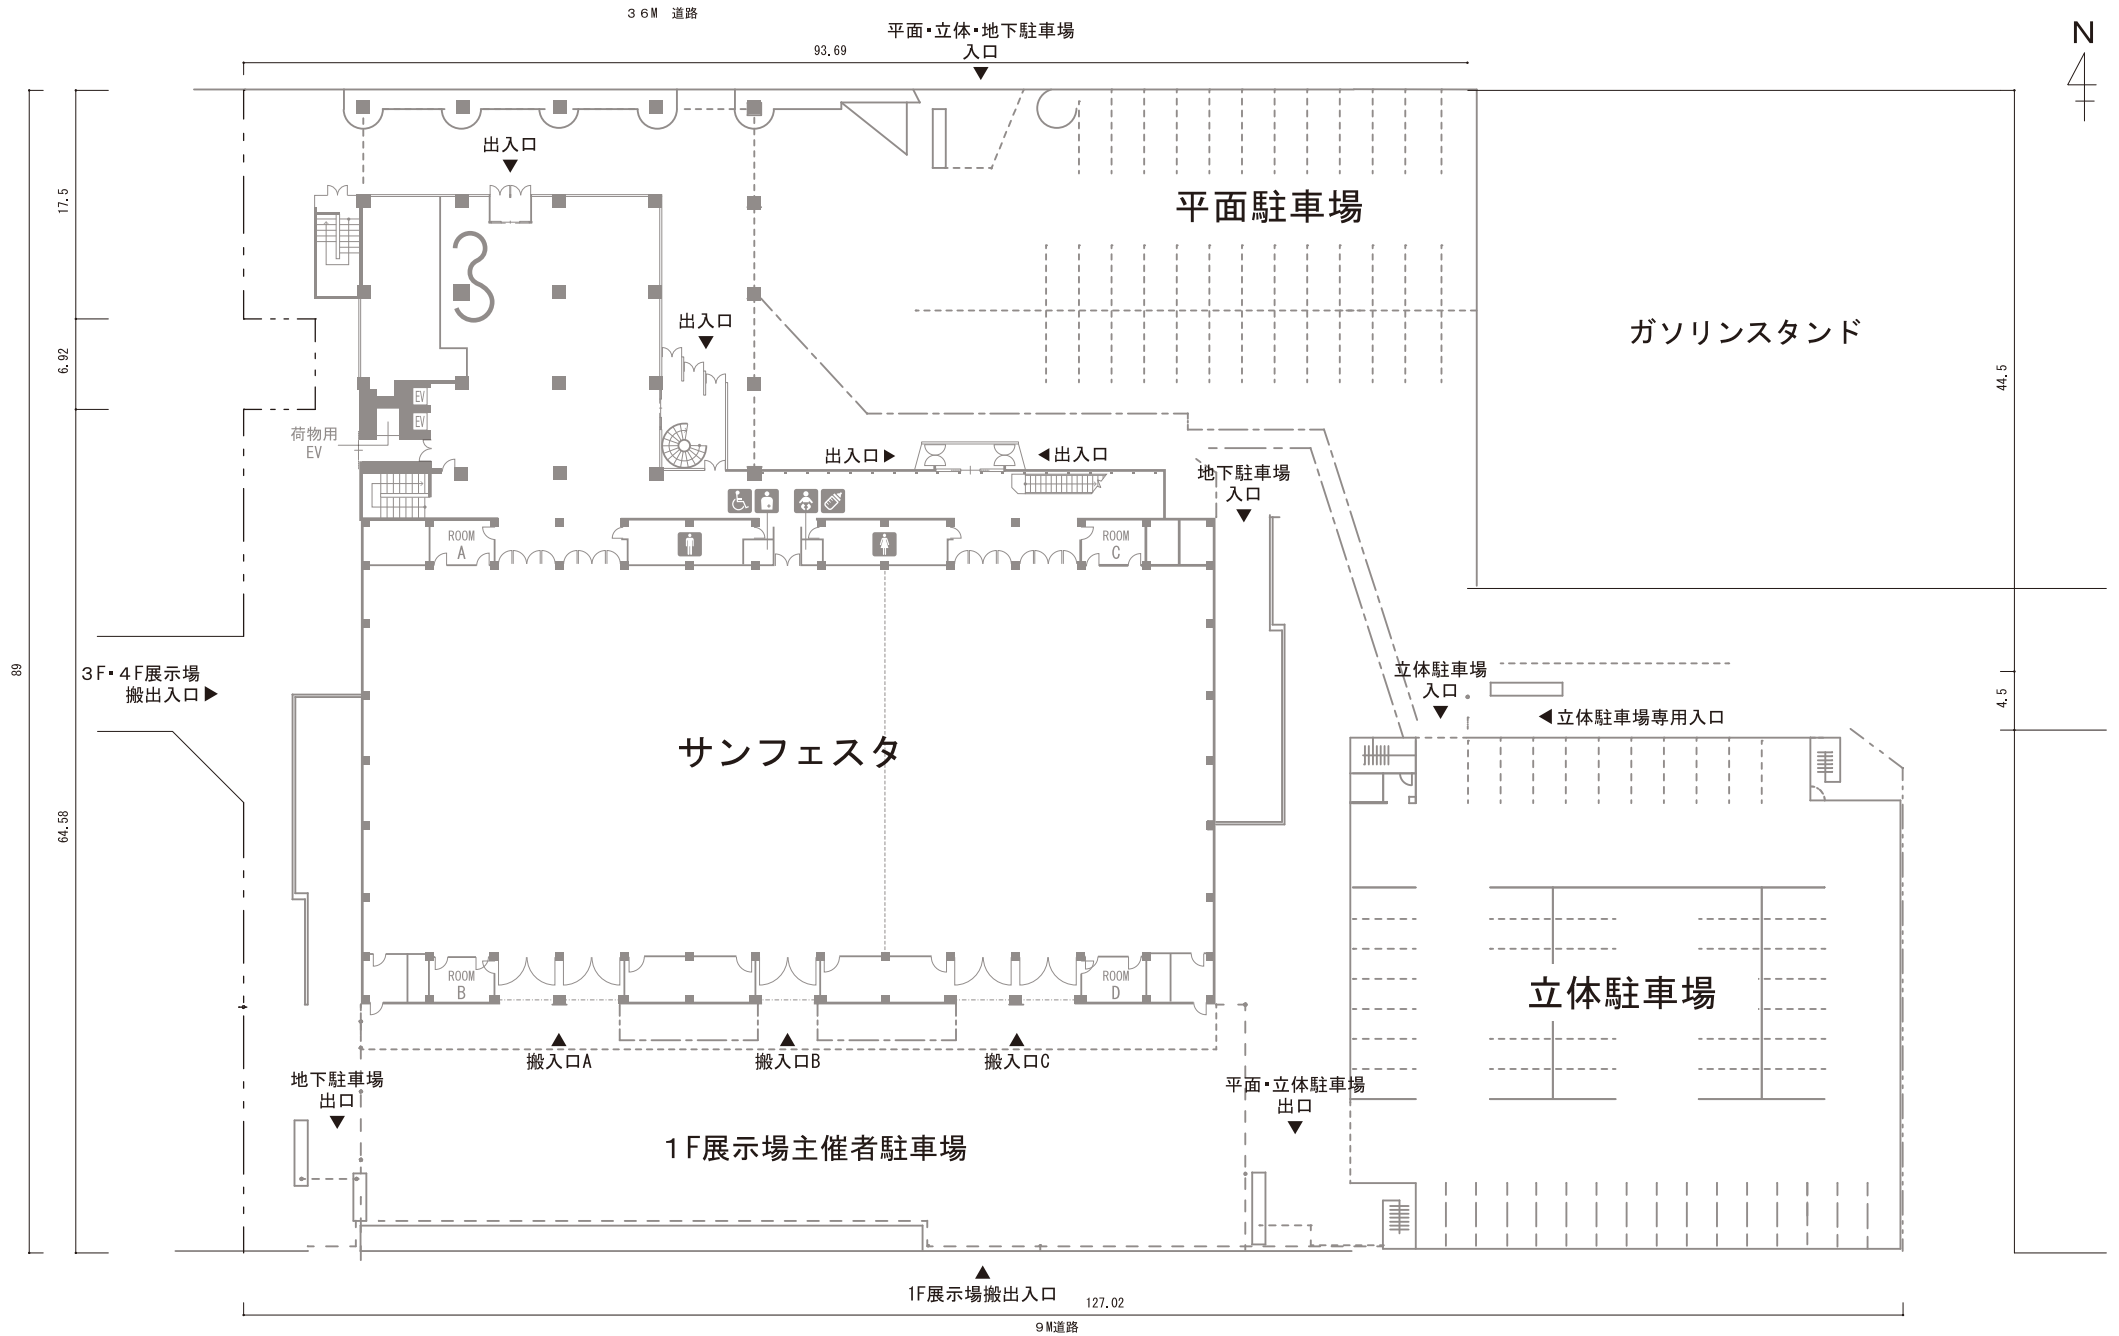 ３６M 道路
平面・立体・地下駐車場
入口
93.69
N
出入口
17.5
平面駐車場
出入口
ガソリンスタンド
6.92
44.5
EV
EV
荷物用
EV
出入口
出入口
地下駐車場
入口
ROOM
A
ROOM
C
89
３F・４F展示場
搬出入口
立体駐車場
入口
4.5
立体駐車場専用入口
サンフェスタ
64.58
ROOM
B
ROOM
D
立体駐車場
搬入口A
搬入口B
搬入口C
地下駐車場
出口
平面・立体駐車場
出口
１F展示場主催者駐車場
1F展示場搬出入口
127.02
９M道路